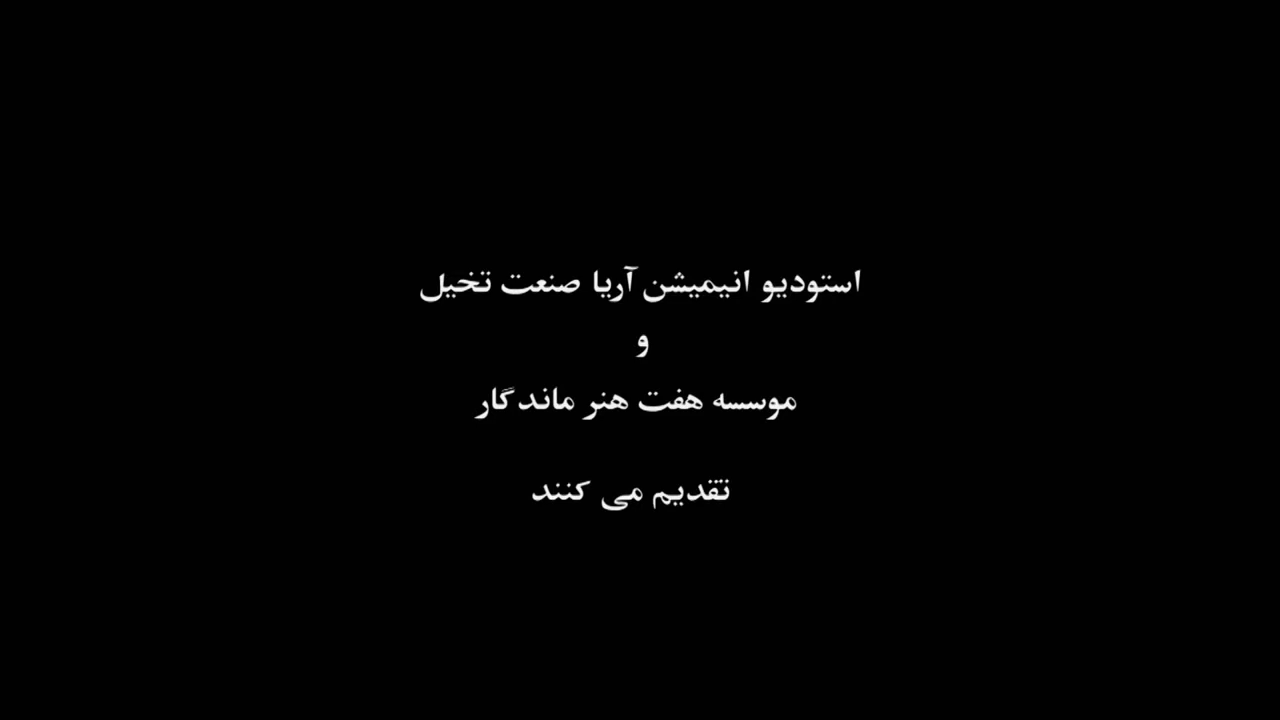 استودیو انیمیشن آریا صنعت تخیل
و
موسسه هفت هنر ماندگار
تقدیم می کنند